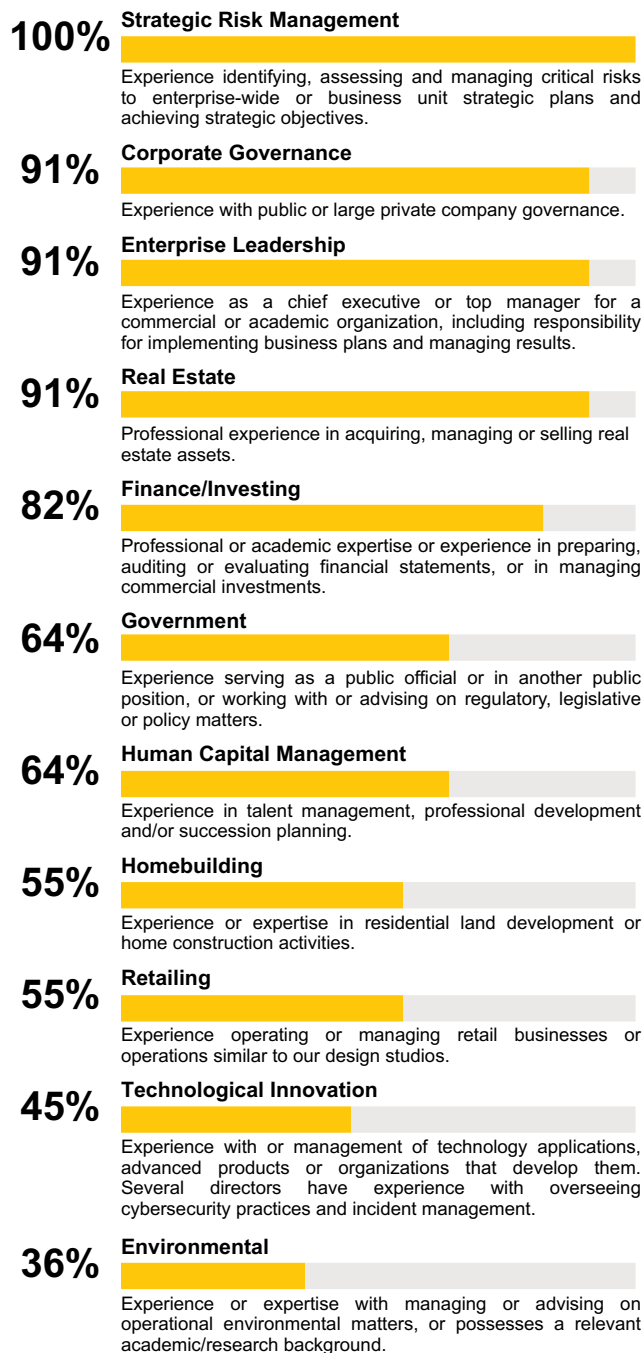 Strategic Risk Management
100%
Experience identifying, assessing and managing critical risks
to enterprise-wide or business unit strategic plans and
achieving strategic objectives.
Corporate Governance
91%
Experience with public or large private company governance.
Enterprise Leadership
91%
Experience as a chief executive or top manager for a
commercial or academic organization, including responsibility
for implementing business plans and managing results.
Real Estate
91%
Professional experience in acquiring, managing or selling real
estate assets.
Finance/Investing
82%
Professional or academic expertise or experience in preparing,
auditing or evaluating financial statements, or in managing
commercial investments.
Government
64%
Experience serving as a public official or in another public
position, or working with or advising on regulatory, legislative
or policy matters.
Human Capital Management
64%
Experience in talent management, professional development
and/or succession planning.
Homebuilding
55%
Experience or expertise in residential land development or
home construction activities.
Retailing
55%
Experience operating or managing retail businesses or
operations similar to our design studios.
Technological Innovation
45%
Experience with or management of technology applications,
advanced products or organizations that develop them.
Several directors have experience with overseeing
cybersecurity practices and incident management.
Environmental
36%
Experience or expertise with managing or advising on
operational environmental matters, or possesses a relevant
academic/research background.